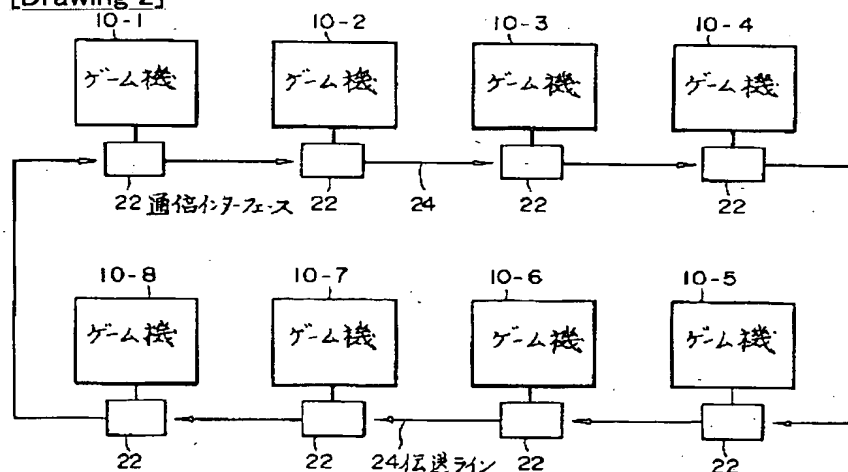 [Drawing 2]
10-1 10-2 10-3 10-4
ゲーム機 ゲーム機 ゲーム機 ゲーム機
22 通信インターフェース 22 24 22 22
10-8 10-7 10-6 10-5
ゲーム機 ゲーム機 ゲーム機 ゲーム機
22 22 24 伝送ライン 22 22